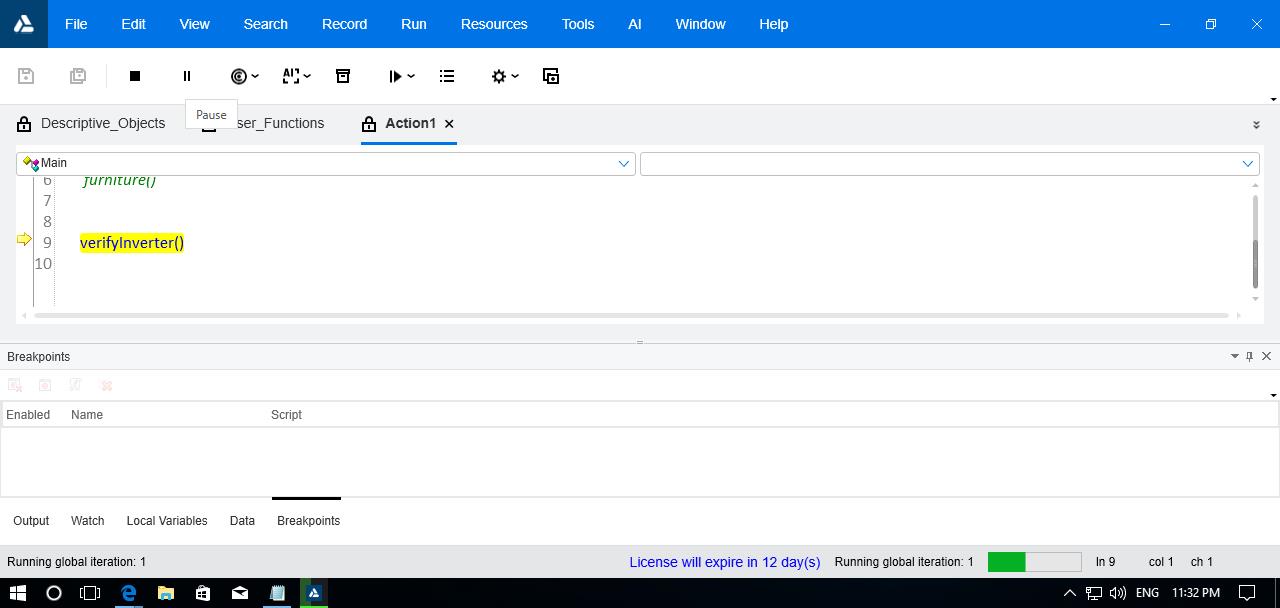 File Edit View Search Record Run Resources Tools AI Window Help
AI
Pause
Descriptive_Objects ser_Functions Action1
Main
6 furniture()
7
8
9 verifyInverter()
10
Breakpoints
Enabled Name Script
Output Watch Local Variables Data Breakpoints
Running global iteration: 1 License will expire in 12 day(s) Running global iteration: 1 ln 9 col 1 ch 1
ENG 11:32 PM